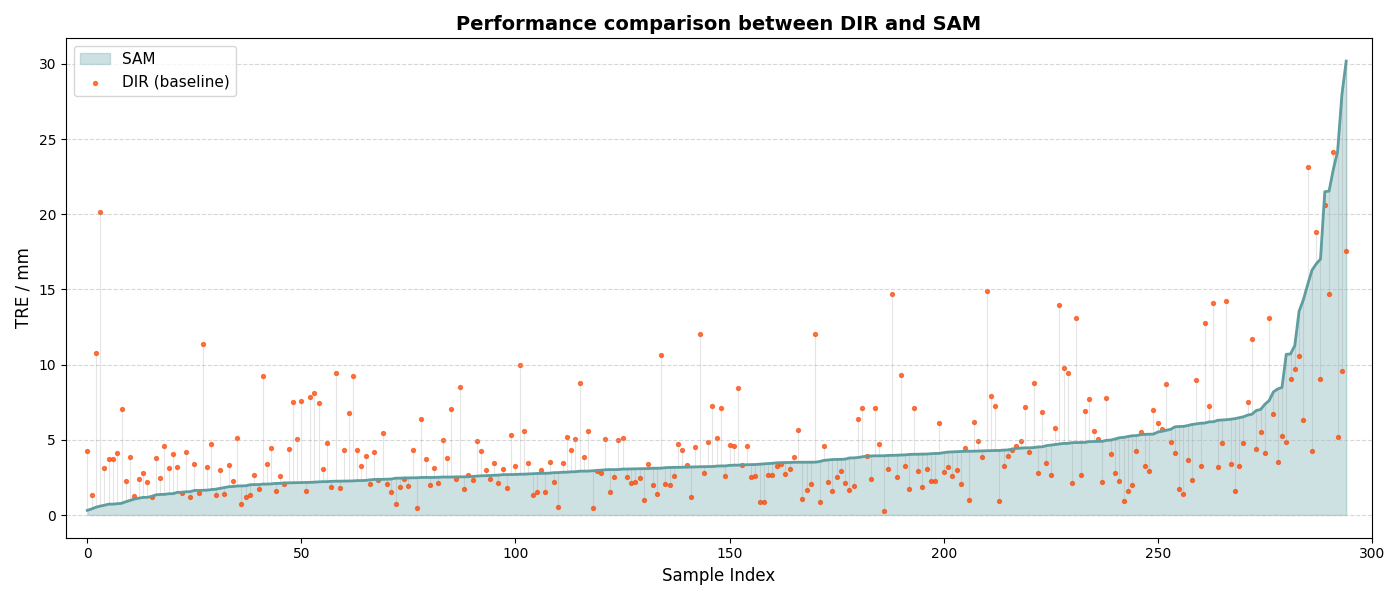 Performance comparison between DIR and SAM
SAM
DIR (baseline)
TRE / mm
30
25
20
15
10
5
0
0 50 100 150 200 250 300
Sample Index